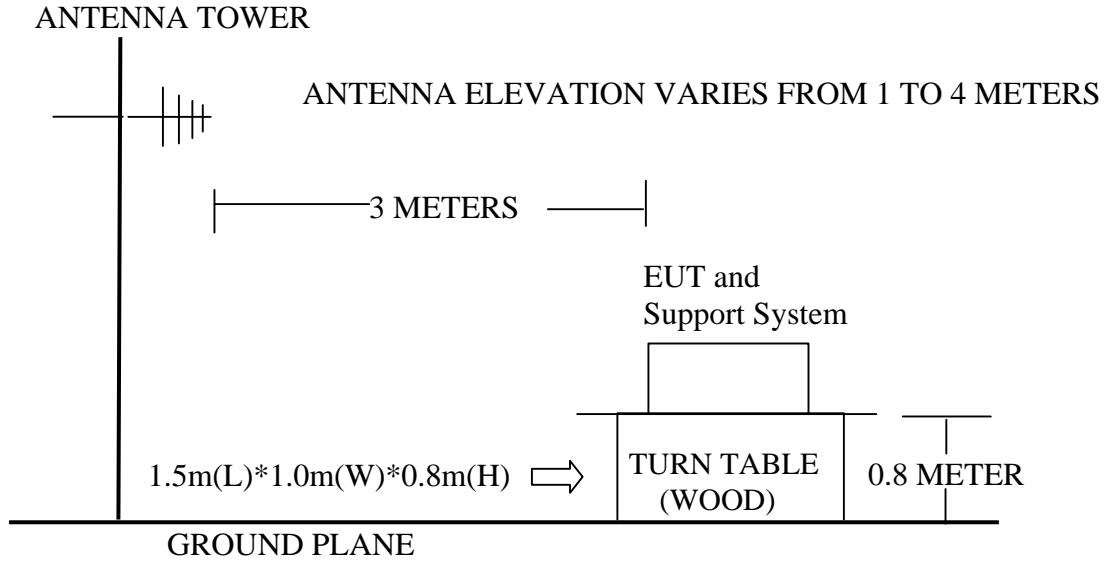 ANTENNA TOWER
ANTENNA ELEVATION VARIES FROM 1 TO 4 METERS
3 METERS
EUT and
Support System
1.5m(L)*1.0m(W)*0.8m(H)
TURN TABLE
(WOOD)
0.8 METER
GROUND PLANE